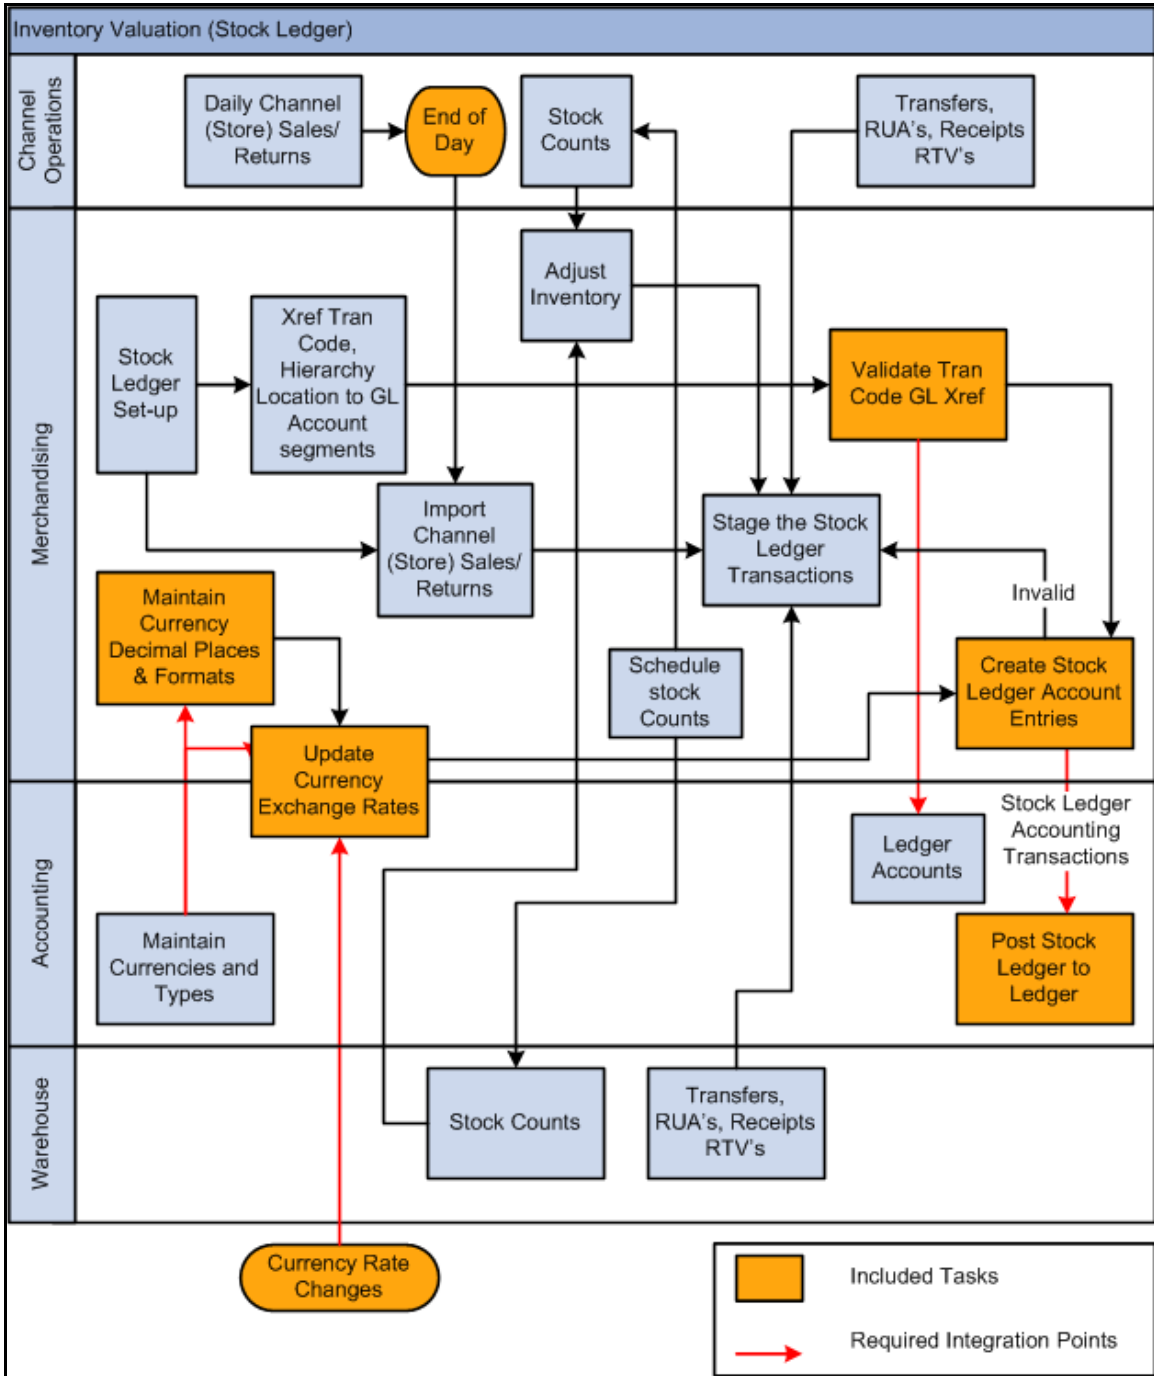 Inventory Valuation (Stock Ledger)
Channel
Operations
Daily Channel
(Store) Sales/
Returns
End of
Day
Stock
Counts
Transfers,
RUA's, Receipts
RTV's
Merchandising
Adjust
Inventory
Stock
Ledger
Set-up
Xref Tran
Code,
Hierarchy
Location to GL
Account
segments
Validate Tran
Code GL Xref
Import
Channel
(Store) Sales/
Returns
Stage the Stock
Ledger
Transactions
Invalid
Maintain
Currency
Decimal Places
& Formats
Schedule
stock
Counts
Create Stock
Ledger Account
Entries
Update
Currency
Exchange Rates
Accounting
Stock Ledger
Accounting
Transactions
Ledger
Accounts
Maintain
Currencies and
Types
Post Stock
Ledger to
Ledger
Warehouse
Stock Counts
Transfers,
RUA's, Receipts
RTV's
Currency Rate
Changes
Included Tasks
Required Integration Points